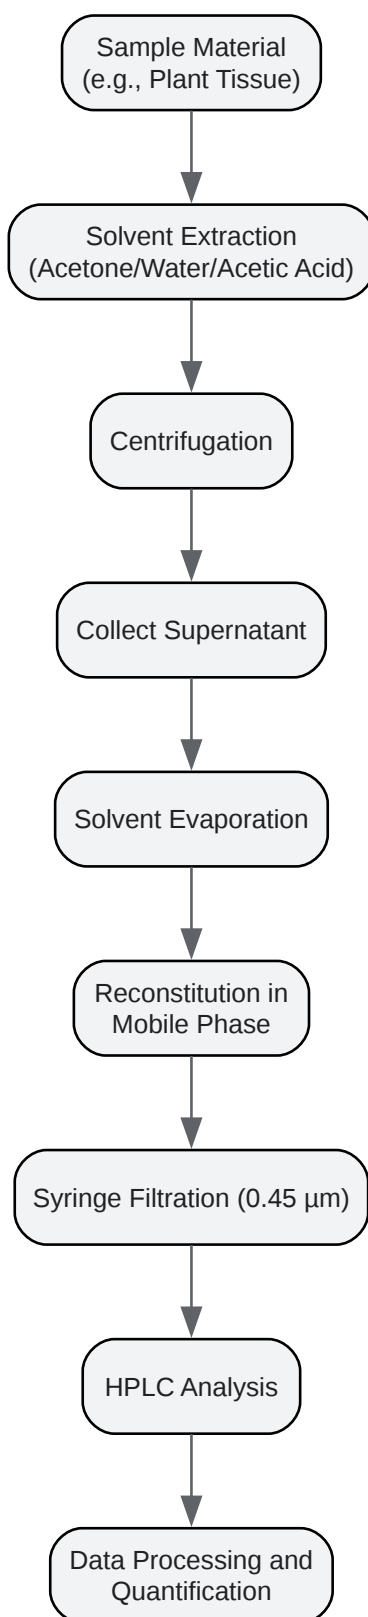 Sample Material
(e.g., Plant Tissue)
Solvent Extraction
(Acetone/Water/Acetic Acid)
Centrifugation
Collect Supernatant
Solvent Evaporation
Reconstitution in
Mobile Phase
Syringe Filtration (0.45 µm)
HPLC Analysis
Data Processing and
Quantification